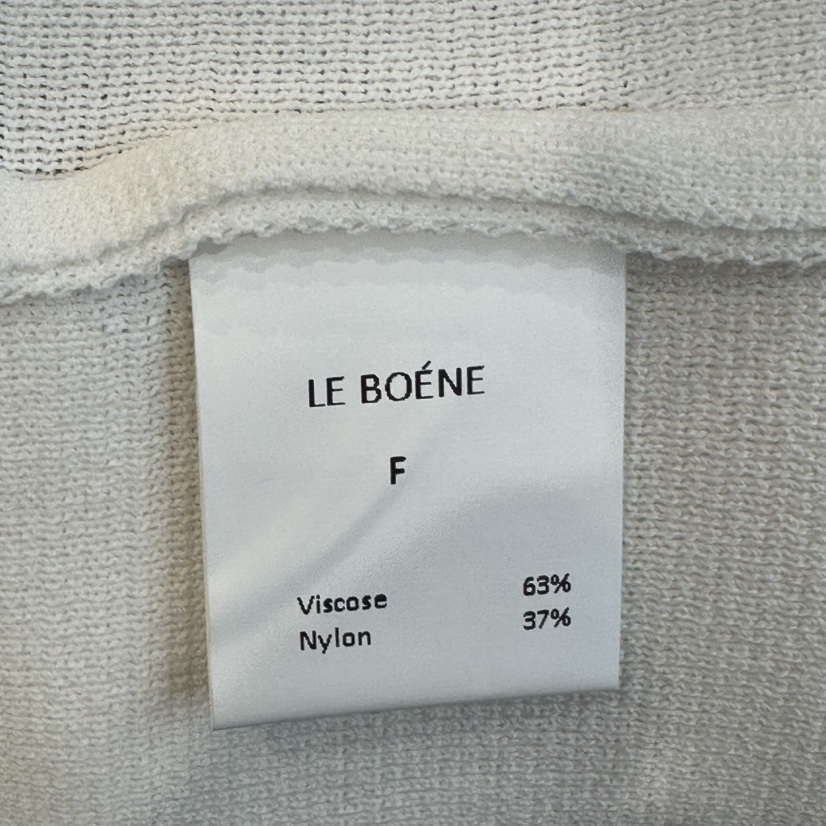 LE BOÉNE
F
Viscose 63%
Nylon 37%